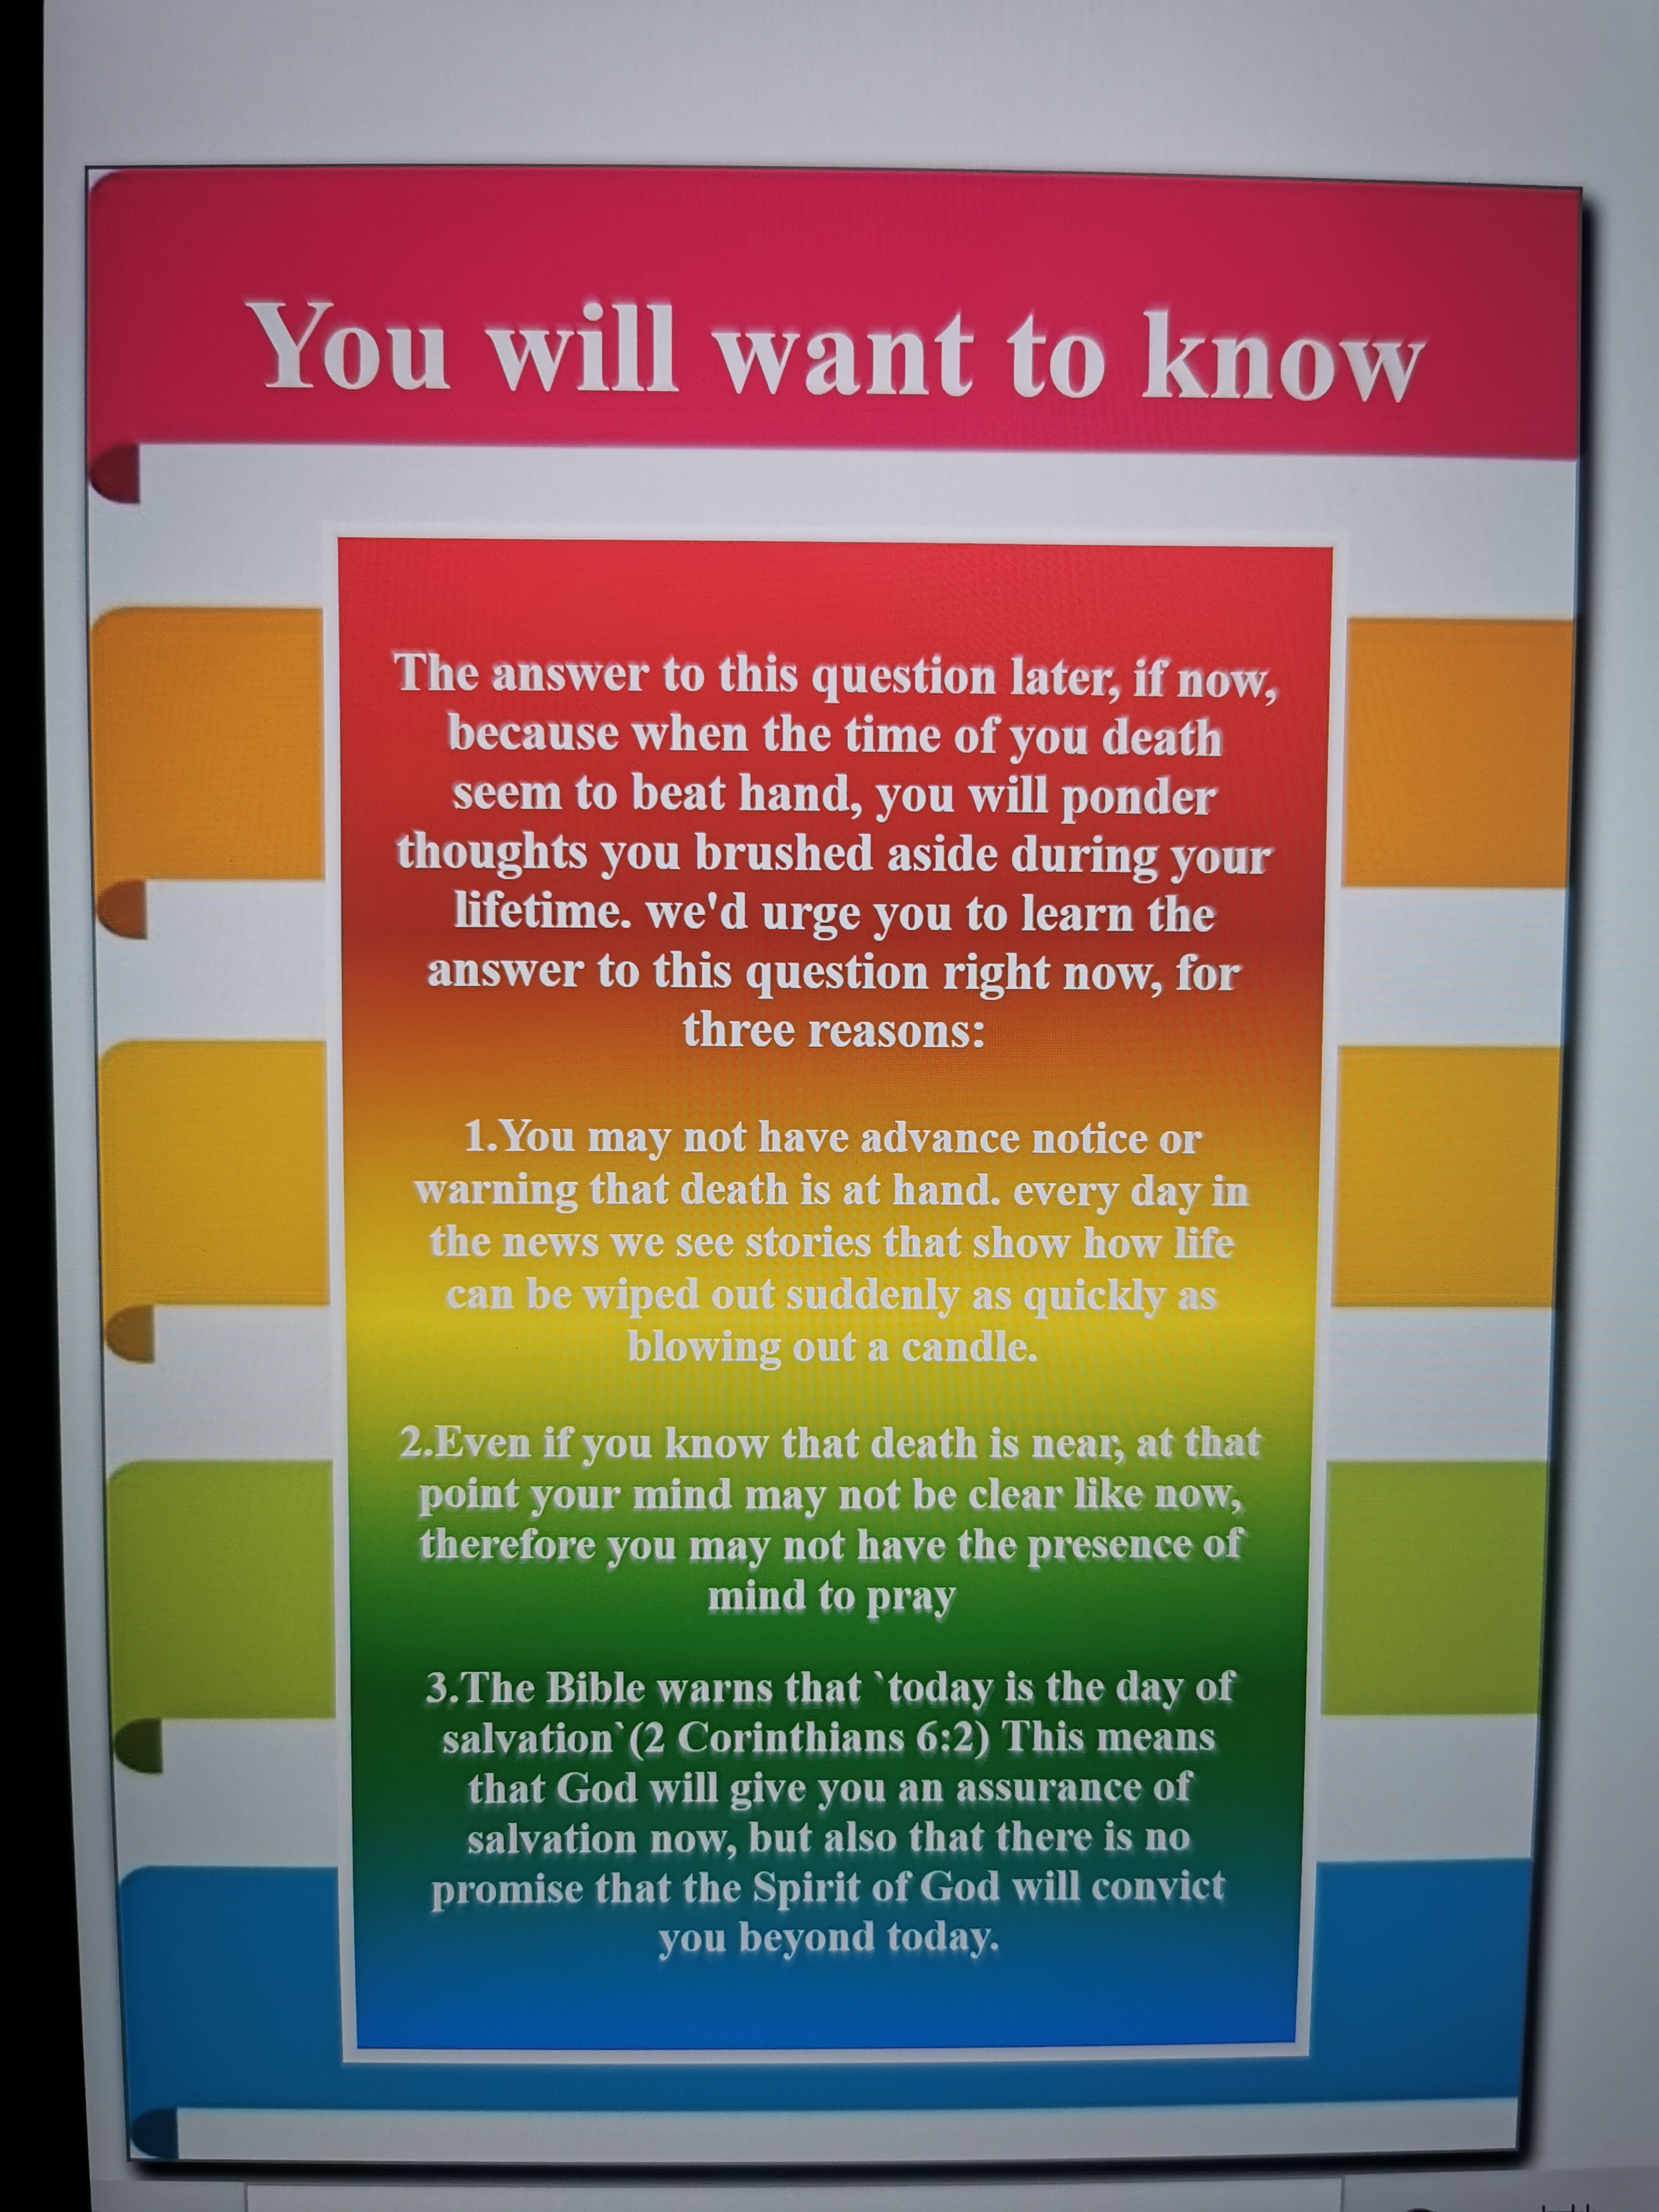 You will want to know
The answer to this question later, if now,
because when the time of you death
seem to beat hand, you will ponder
thoughts you brushed aside during your
lifetime. we'd urge you to learn the
answer to this question right now, for
three reasons:
1.You may not have advance notice or
warning that death is at hand. every day in
the news we see stories that show how life
can be wiped out suddenly as quickly as
blowing out a candle.
2.Even if you know that death is near, at that
point your mind may not be clear like now,
therefore you may not have the presence of
mind to pray
3.The Bible warns that `today is the day of
salvation`(2 Corinthians 6:2) This means
that God will give you an assurance of
salvation now, but also that there is no
promise that the Spirit of God will convict
you beyond today.